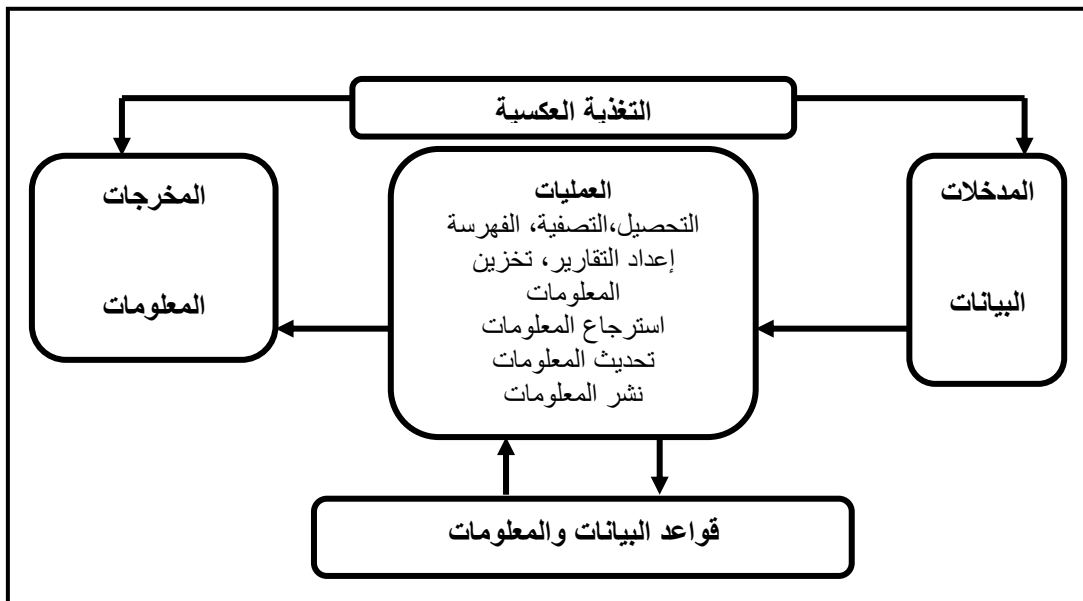 التغذية العكسية
المدخلات
البيانات
العمليات
التحصيل،التصفية، الفهرسة
إعداد التقارير، تخزين
المعلومات
استرجاع المعلومات
تحديث المعلومات
نشر المعلومات
المخرجات
المعلومات
قواعد البيانات والمعلومات